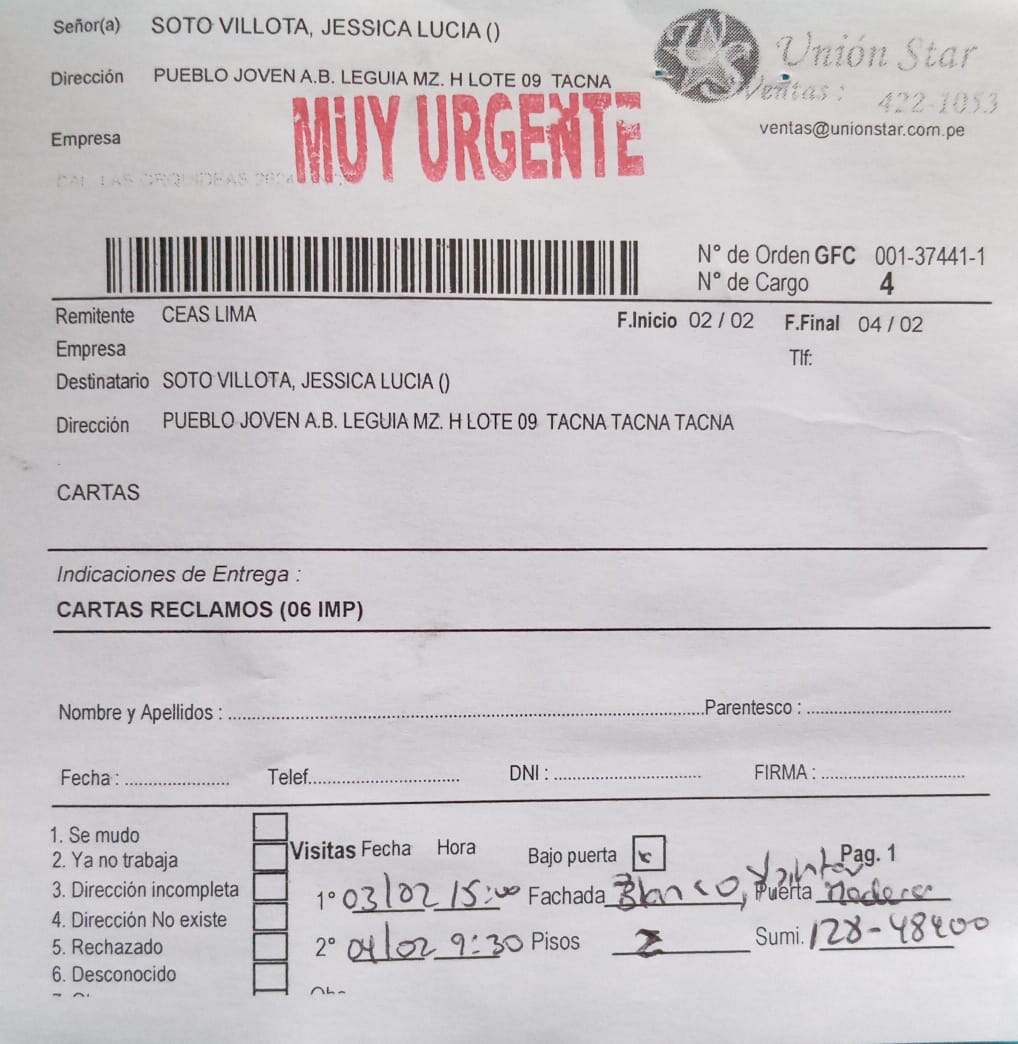 Señor(a) SOTO VILLOTA, JESSICA LUCIA ()
Unión Star
Dirección PUEBLO JOVEN A.B. LEGUIA MZ. H LOTE 09 TACNA
Ventas : 422-1053
MUY URGENTE
ventas@unionstar.com.pe
Empresa
CAL LAS ORQUIDEAS
N° de Orden GFC 001-37441-1
N° de Cargo 4
Remitente CEAS LIMA
F.Inicio 02 / 02 F.Final 04 / 02
Empresa
Tlf:
Destinatario SOTO VILLOTA, JESSICA LUCIA ()
Dirección PUEBLO JOVEN A.B. LEGUIA MZ. H LOTE 09 TACNA TACNA TACNA
CARTAS
Indicaciones de Entrega :
CARTAS RECLAMOS (06 IMP)
Nombre y Apellidos : Parentesco :
Fecha : Telef. DNI : FIRMA :
1. Se mudo
2. Ya no trabaja
3. Dirección incompleta
4. Dirección No existe
5. Rechazado
6. Desconocido
Visitas Fecha Hora Bajo puerta Pag. 1
1° 03/02 15:00 Fachada Blanco, Puerta Madera
2° 04/02 9:30 Pisos 2 Sumi. 128-48400